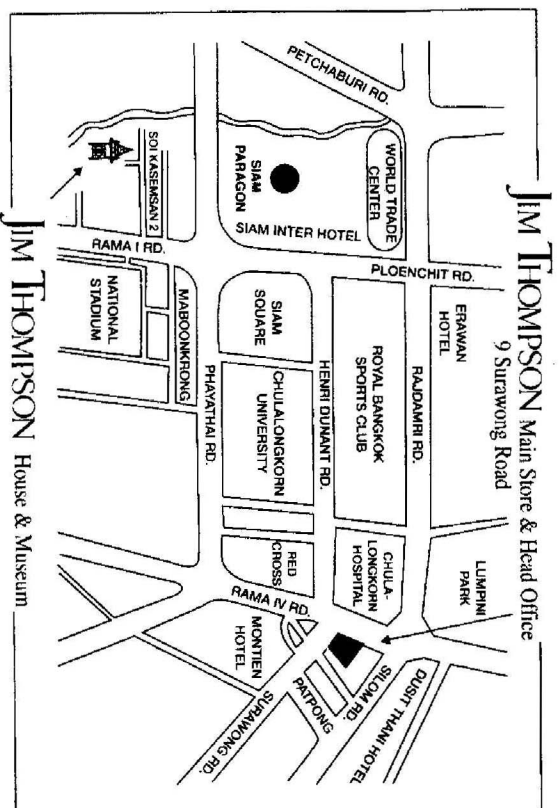 JIM THOMPSON Main Store & Head Office
9 Surawong Road
PETCHABURI RD.
WORLD TRADE
CENTER
SIAM
PARAGON
SIAM INTER HOTEL
SOI KASEMSAN 2
RAMA I RD.
PLOENCHIT RD.
ERAWAN
HOTEL
RAJDAMRI RD.
ROYAL BANGKOK
SPORTS CLUB
HENRI DUNANT RD.
SIAM
SQUARE
CHULALONGKORN
UNIVERSITY
PHAYATHAI RD.
MABOONKRONG
NATIONAL
STADIUM
LUMPINI
PARK
CHULA-
LONGKORN
HOSPITAL
RED
CROSS
RAMA IV RD.
MONTIEN
HOTEL
DUSIT THANI HOTEL
SILOM RD.
PATPONG
SURAWONG RD.
JIM THOMPSON House & Museum